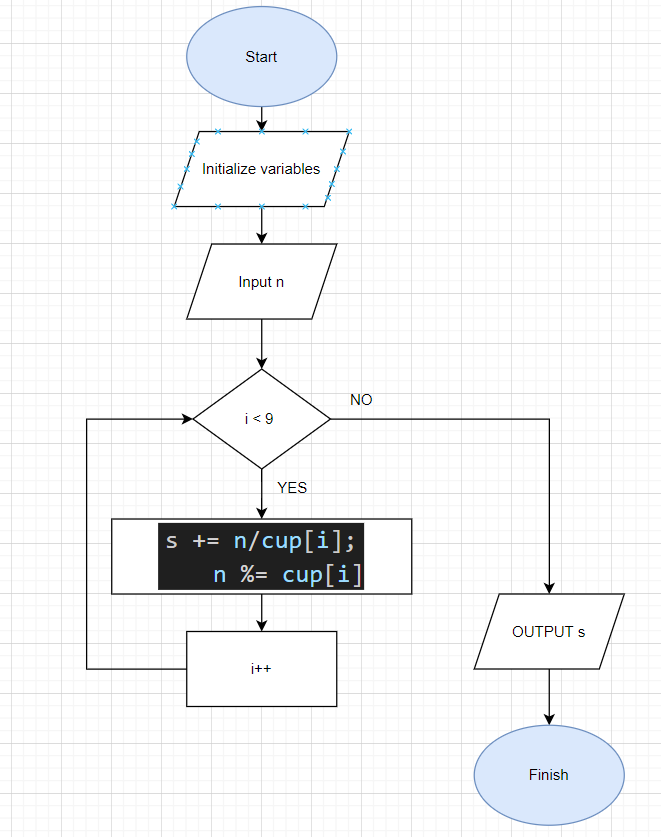 Start
Initialize variables
Input n
i < 9
NO
YES
s += n/cup[i];
n %= cup[i]
i++
OUTPUT s
Finish